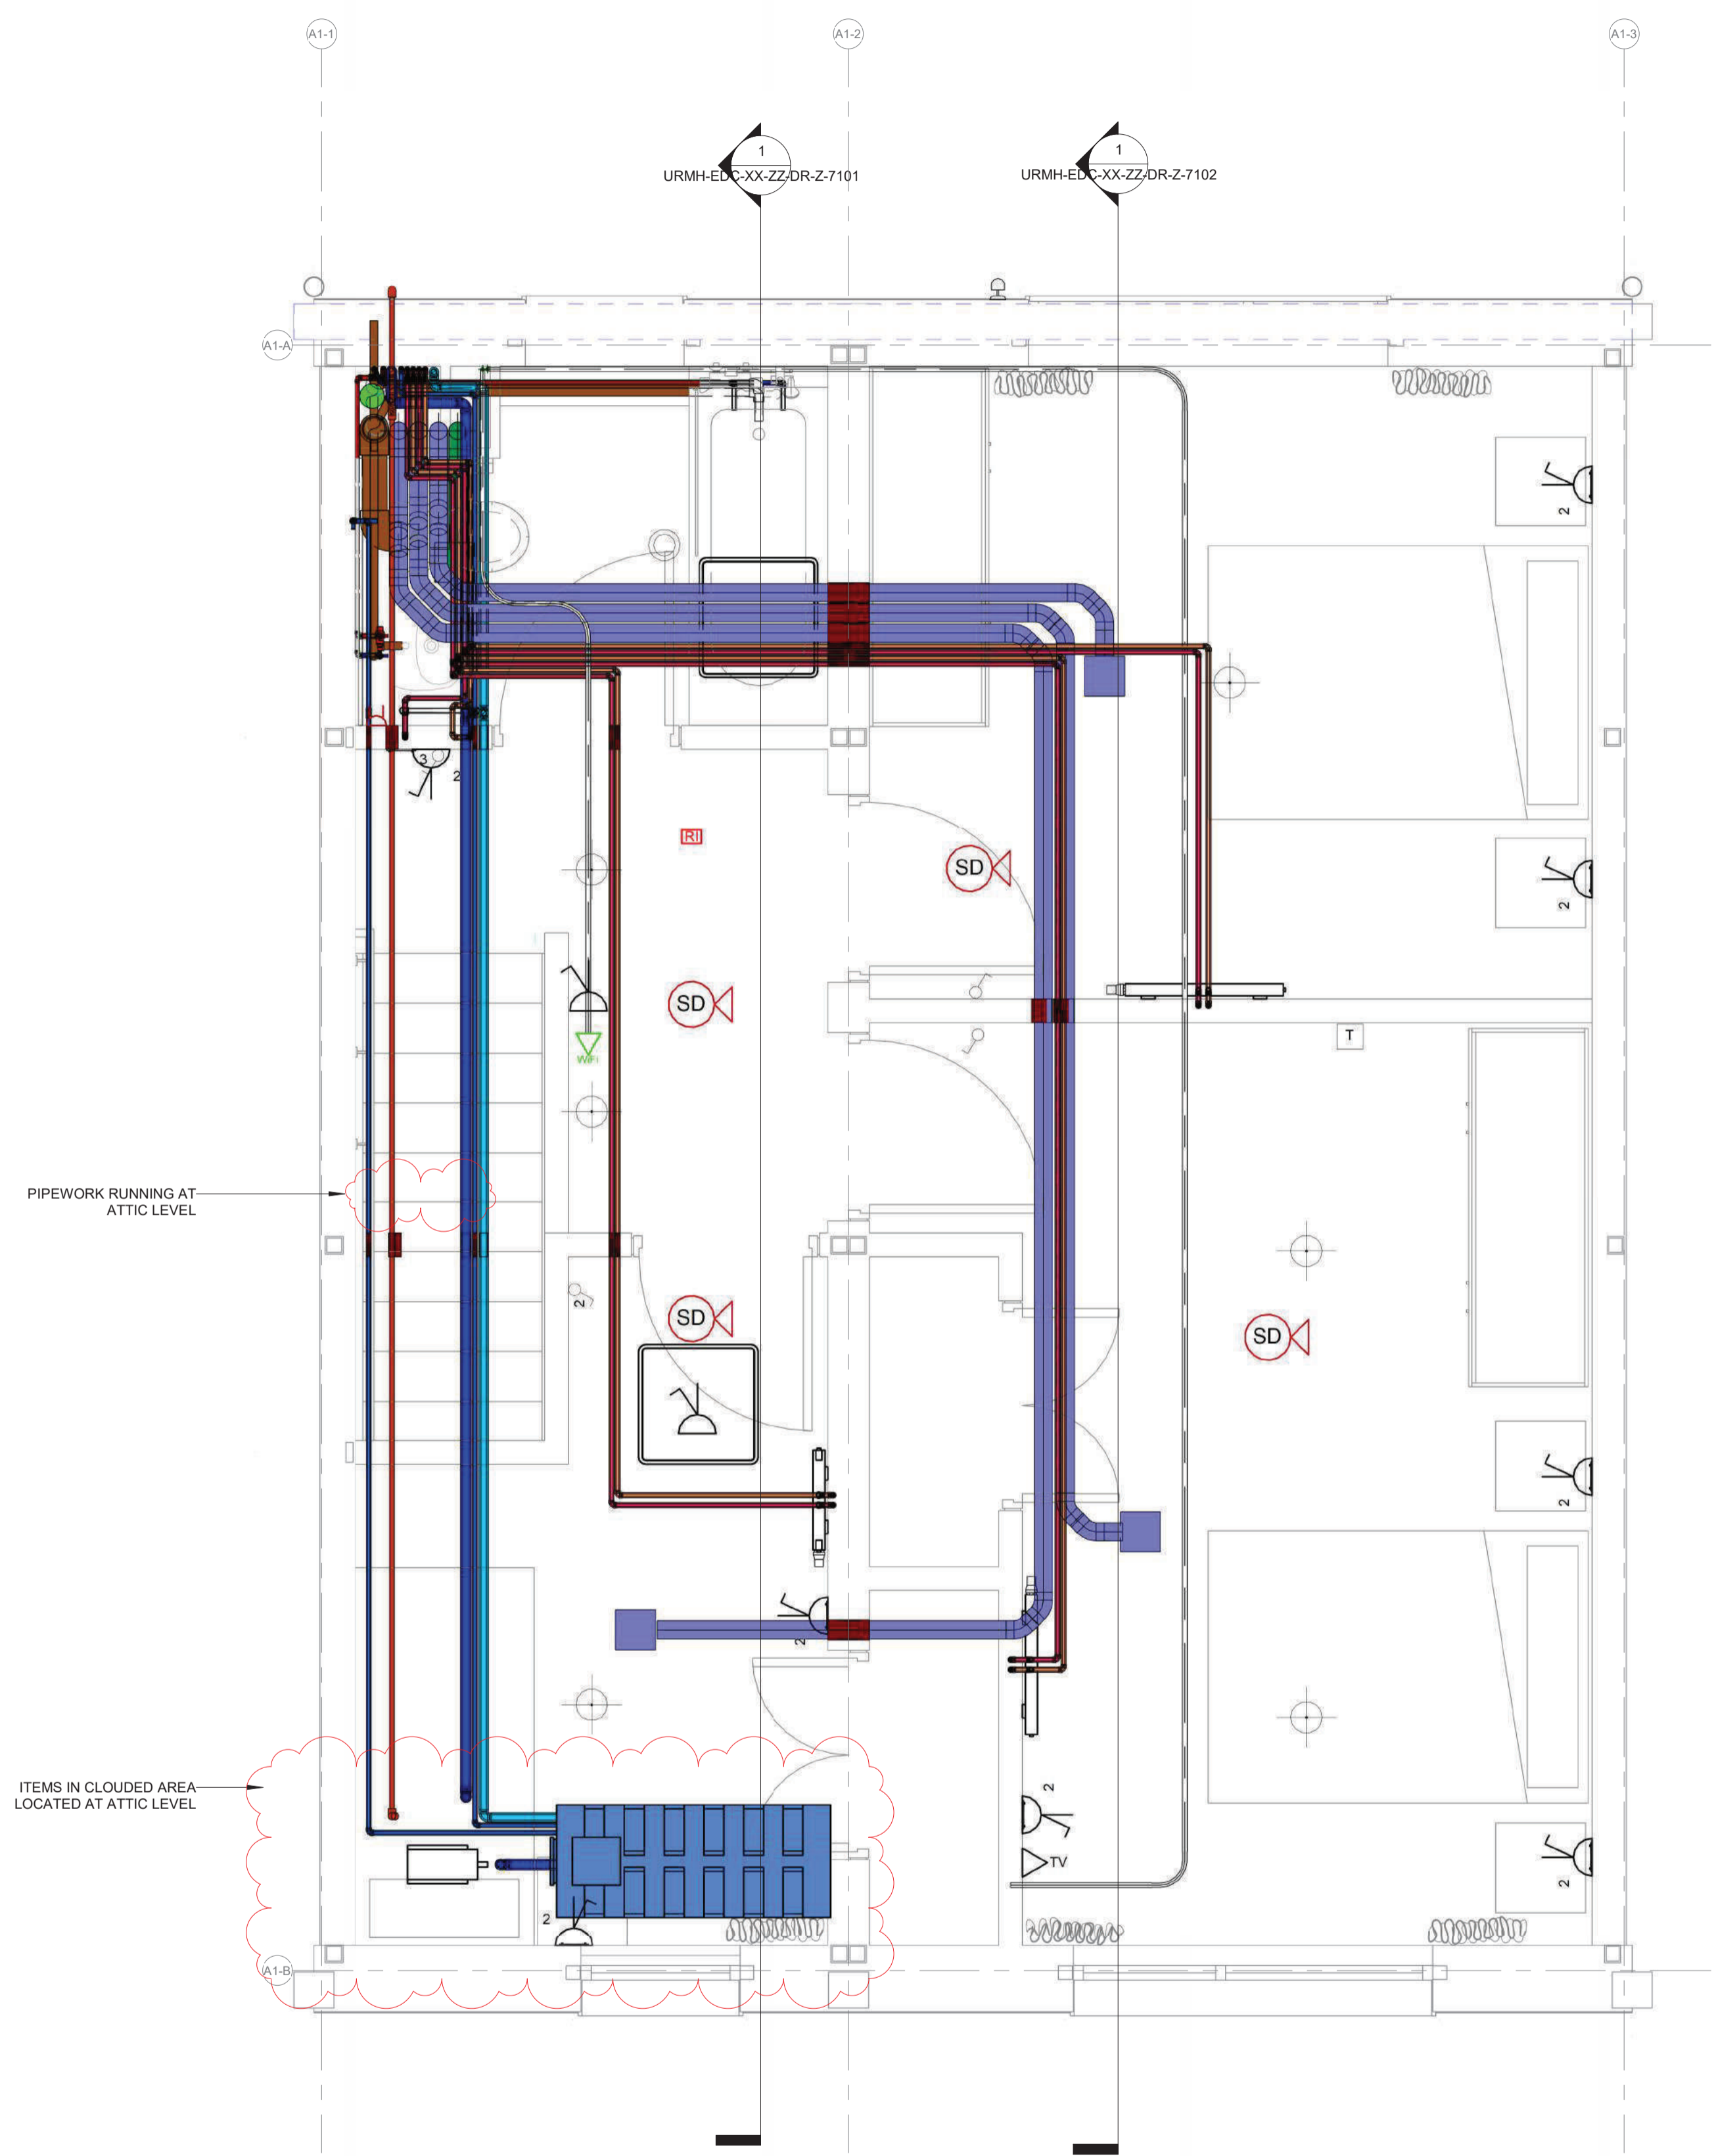 A1-1
A1-2
A1-3
1
URMH-EDC-XX-ZZ-DR-Z-7101
1
URMH-EDC-XX-ZZ-DR-Z-7102
A1-A
2
3
2
RI
SD
2
SD
WiFi
T
PIPEWORK RUNNING AT
ATTIC LEVEL
2
SD
SD
2
2
ITEMS IN CLOUDED AREA
LOCATED AT ATTIC LEVEL
2
TV
2
2
A1-B